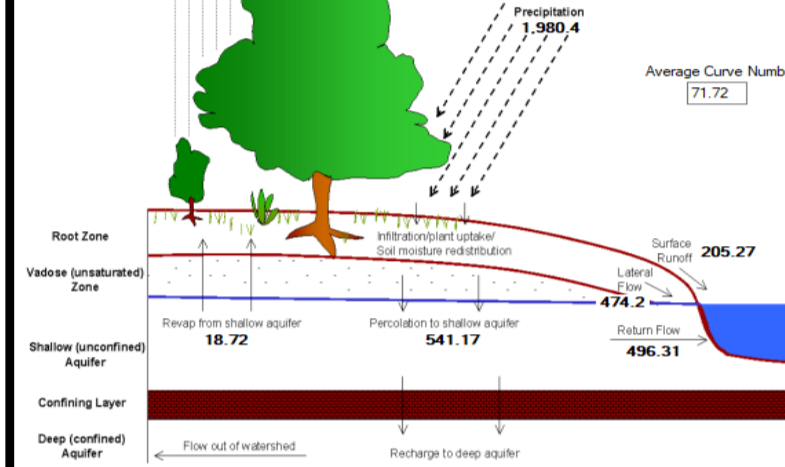 Precipitation
1,980.4
Average Curve Numb
71.72
Root Zone
Infiltration/plant uptake/
Soil moisture redistribution
Surface
Runoff
205.27
Vadose (unsaturated)
Zone
Lateral
Flow
474.2
Revap from shallow aquifer
18.72
Percolation to shallow aquifer
541.17
Return Flow
496.31
Shallow (unconfined)
Aquifer
Confining Layer
Deep (confined)
Aquifer
Flow out of watershed
Recharge to deep aquifer